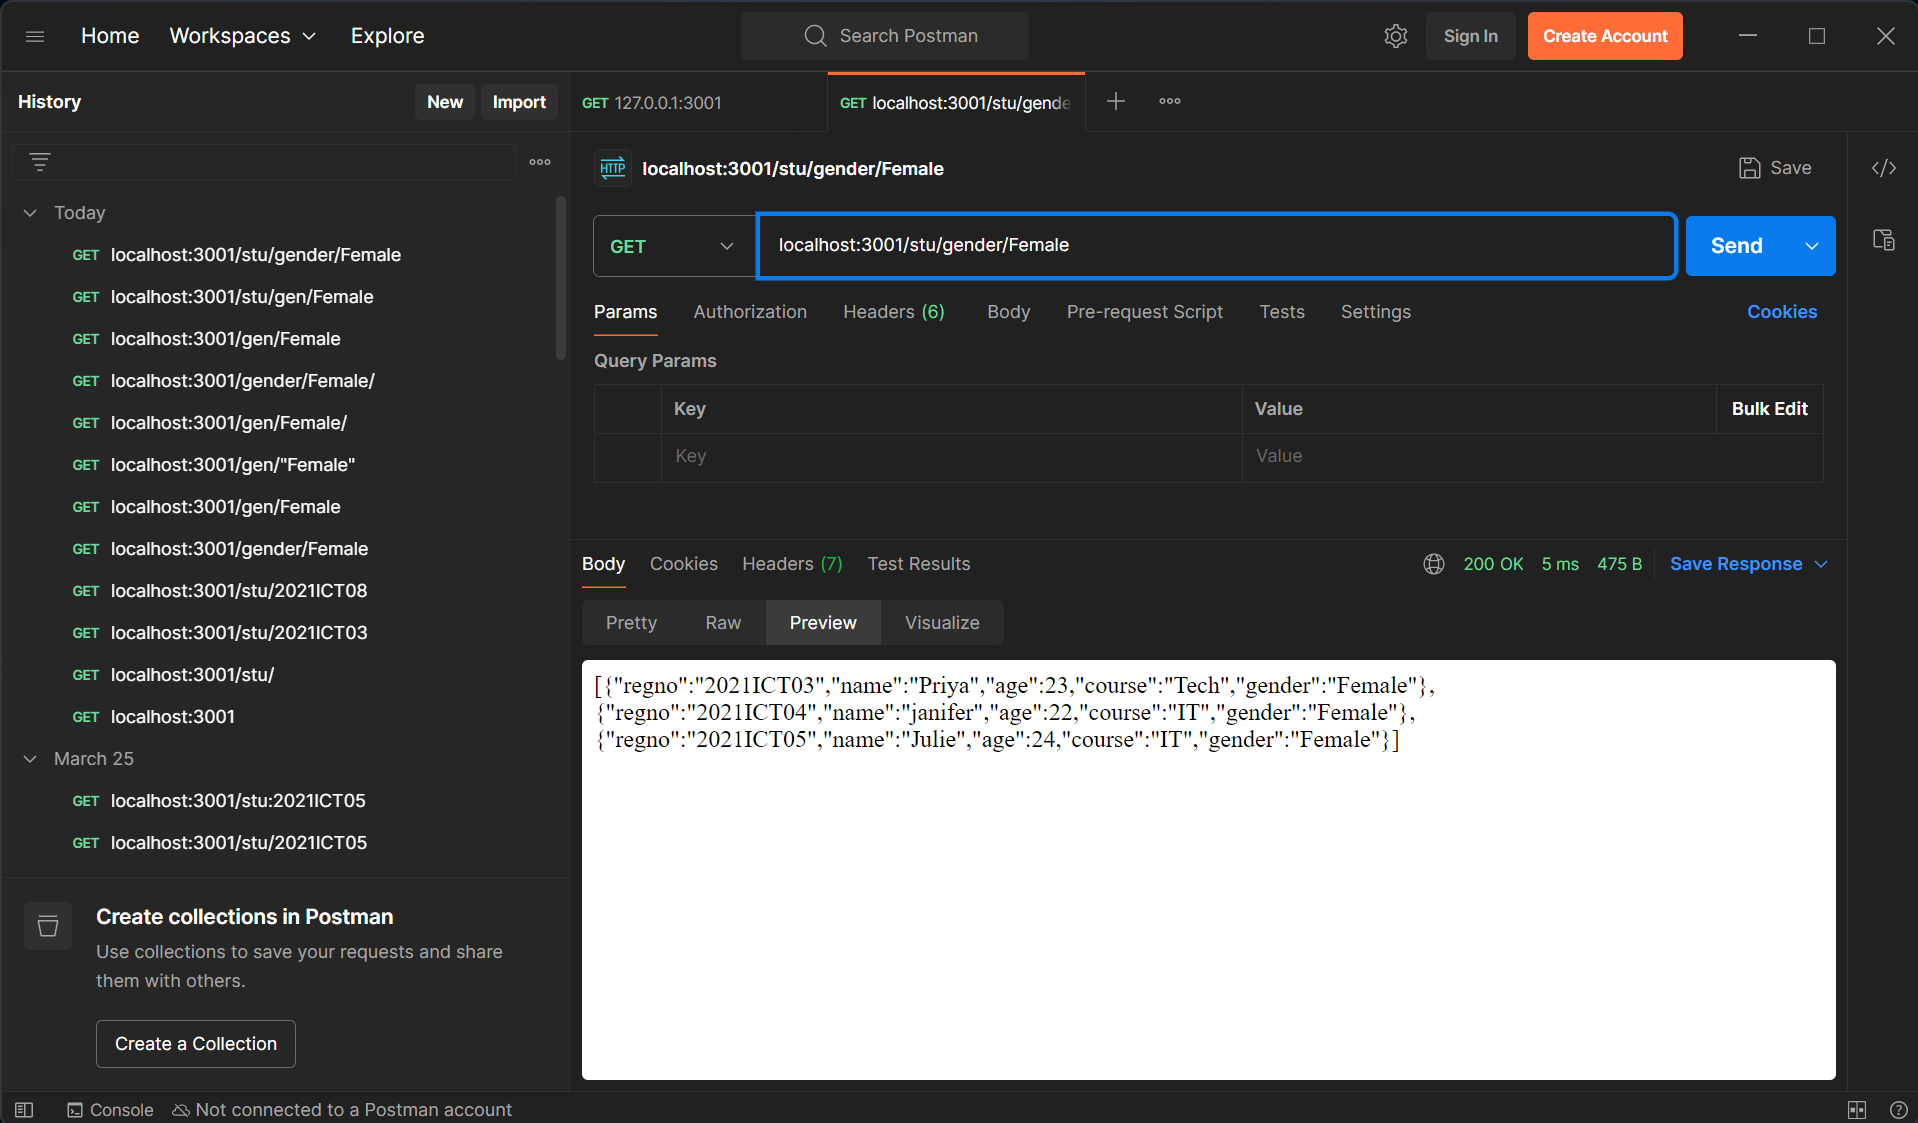 Home Workspaces Explore Search Postman Sign In Create Account
History New Import
GET 127.0.0.1:3001 GET localhost:3001/stu/gende
HTTP localhost:3001/stu/gender/Female Save
Today
GET localhost:3001/stu/gender/Female
GET localhost:3001/stu/gen/Female
GET localhost:3001/gen/Female
GET localhost:3001/gender/Female/
GET localhost:3001/gen/Female/
GET localhost:3001/gen/"Female"
GET localhost:3001/gen/Female
GET localhost:3001/gender/Female
GET localhost:3001/stu/2021ICT08
GET localhost:3001/stu/2021ICT03
GET localhost:3001/stu/
GET localhost:3001
March 25
GET localhost:3001/stu:2021ICT05
GET localhost:3001/stu/2021ICT05
Create collections in Postman
Use collections to save your requests and share
them with others.
Create a Collection
GET localhost:3001/stu/gender/Female Send
Params Authorization Headers (6) Body Pre-request Script Tests Settings Cookies
Query Params
Key Value Bulk Edit
Key Value
Body Cookies Headers (7) Test Results 200 OK 5 ms 475 B Save Response
Pretty Raw Preview Visualize
[{"regno":"2021ICT03","name":"Priya","age":23,"course":"Tech","gender":"Female"},
{"regno":"2021ICT04","name":"janifer","age":22,"course":"IT","gender":"Female"},
{"regno":"2021ICT05","name":"Julie","age":24,"course":"IT","gender":"Female"}]
Console Not connected to a Postman account